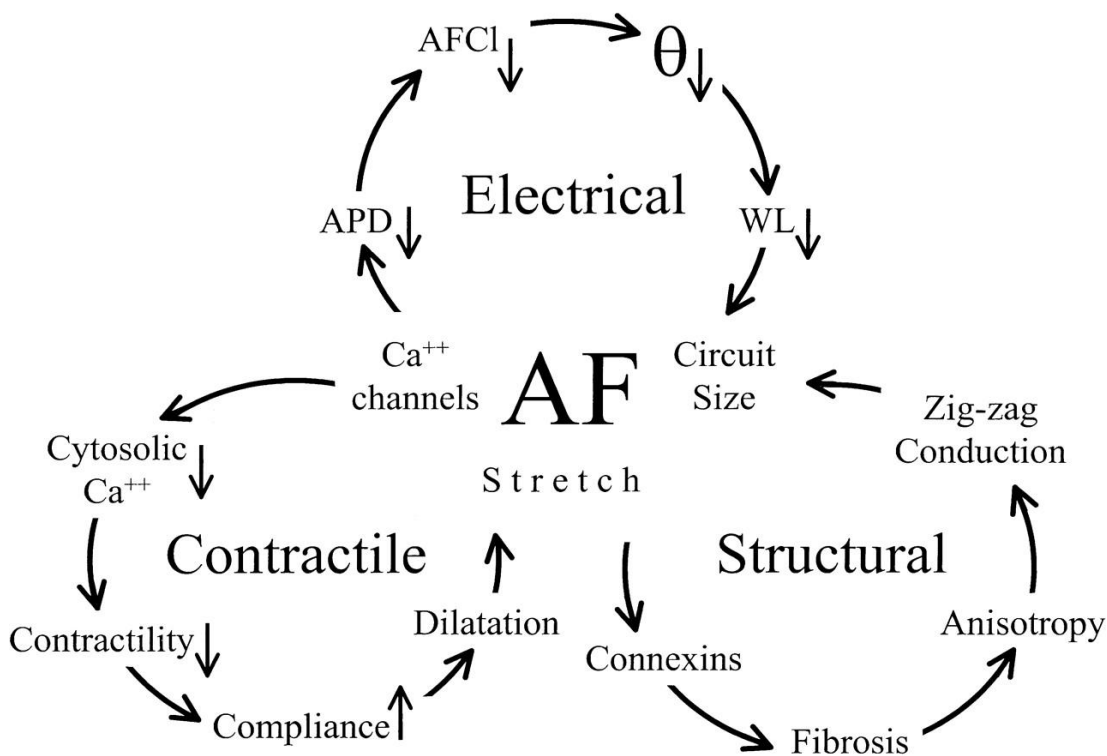 AFCl↓
θ↓
Electrical
APD↓
WL↓
Ca⁺⁺
channels
AF
Circuit
Size
Stretch
Cytosolic↓
Ca⁺⁺
Zig-zag
Conduction
Contractile
Structural
Contractility↓
Dilatation
Connexins
Anisotropy
Compliance↑
Fibrosis